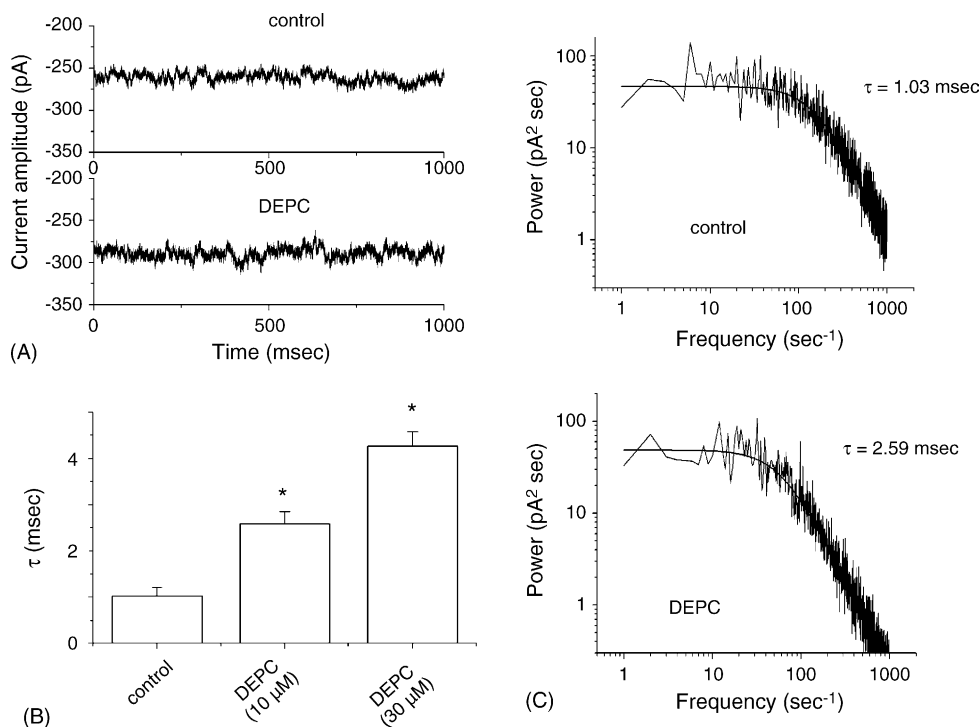 control
-200
-250
-300
-350
0
500
1000
-200
DEPC
-250
-300
-350
0
500
1000
Current amplitude (pA)
Time (msec)
(A)
100
10
1
Power (pA² sec)
τ = 1.03 msec
control
1
10
100
1000
Frequency (sec⁻¹)
4
2
0
τ (msec)
*
*
control
DEPC
(10 µM)
DEPC
(30 µM)
(B)
100
10
1
Power (pA² sec)
τ = 2.59 msec
DEPC
1
10
100
1000
Frequency (sec⁻¹)
(C)